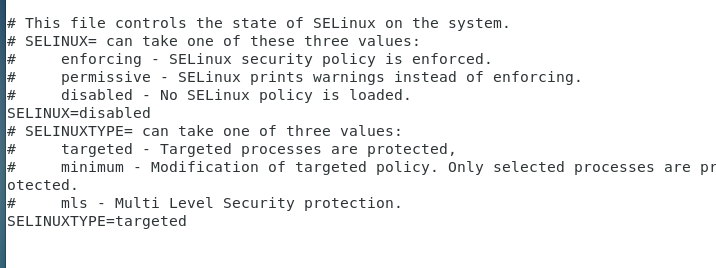 # This file controls the state of SELinux on the system.
# SELINUX= can take one of these three values:
#     enforcing - SELinux security policy is enforced.
#     permissive - SELinux prints warnings instead of enforcing.
#     disabled - No SELinux policy is loaded.
SELINUX=disabled
# SELINUXTYPE= can take one of three values:
#     targeted - Targeted processes are protected,
#     minimum - Modification of targeted policy. Only selected processes are pr
otected.
#     mls - Multi Level Security protection.
SELINUXTYPE=targeted